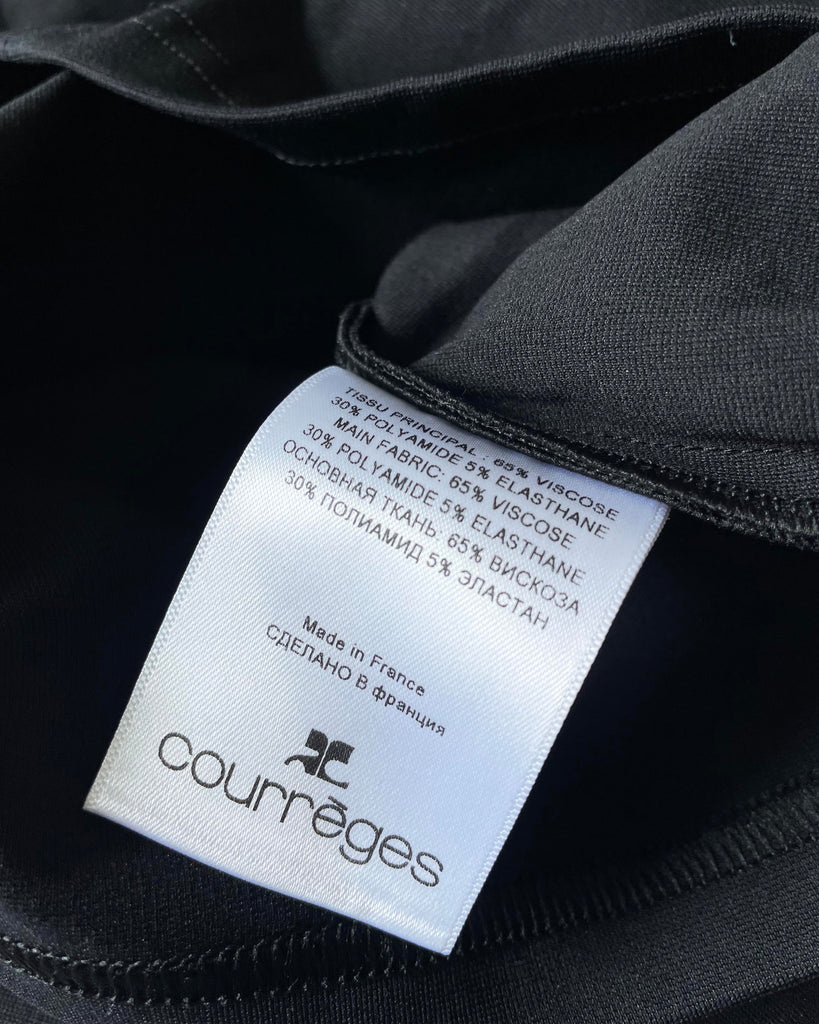 TISSU PRINCIPAL : 65% VISCOSE
30% POLYAMIDE 5% ELASTHANE
MAIN FABRIC: 65% VISCOSE
30% POLYAMIDE 5% ELASTHANE
ОСНОВНАЯ ТКАНЬ: 65% ВИСКОЗА
30% ПОЛИАМИД 5% ЭЛАСТАН
Made in France
СДЕЛАНО В франция
courrēges